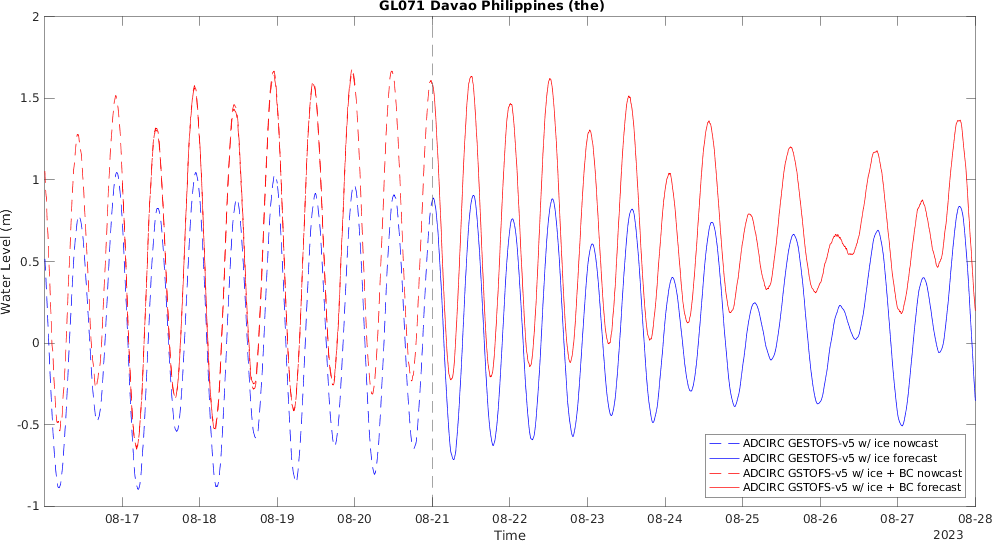 GL071 Davao Philippines (the)
2
1.5
1
0.5
0
-0.5
-1
Water Level (m)
ADCIRC GESTOFS-v5 w/ ice nowcast
ADCIRC GESTOFS-v5 w/ ice forecast
ADCIRC GSTOFS-v5 w/ ice + BC nowcast
ADCIRC GSTOFS-v5 w/ ice + BC forecast
08-17 08-18 08-19 08-20 08-21 08-22 08-23 08-24 08-25 08-26 08-27 08-28
Time
2023